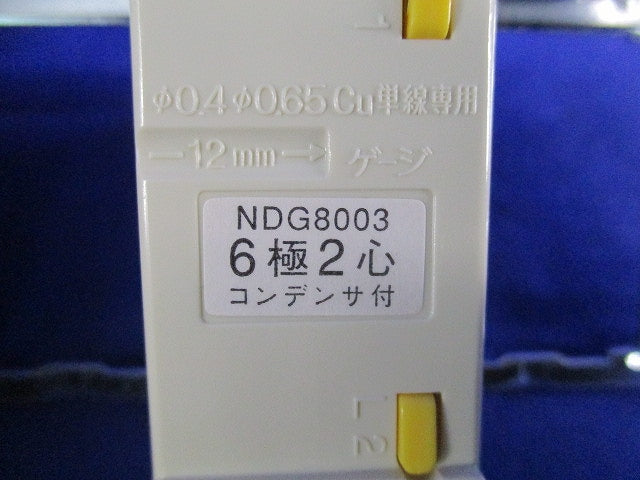 1
φ0.4 φ0.65 Cu単線専用
12mm ゲージ
NDG8003
6極2心
コンデンサ付
L2